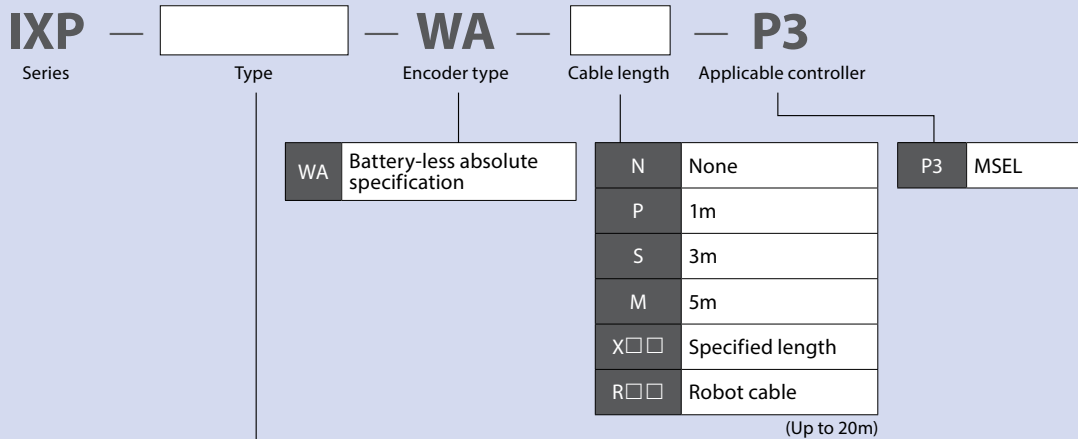 IXP — — WA — — P3
Series Type Encoder type Cable length Applicable controller
WA Battery-less absolute
specification
N None
P 1m
S 3m
M 5m
X□□ Specified length
R□□ Robot cable
(Up to 20m)
P3 MSEL